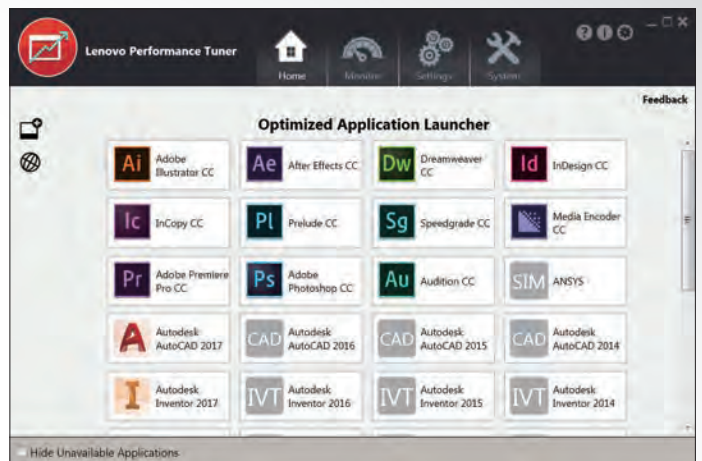 Lenovo Performance Tuner
Home
Monitor
Settings
System
Feedback
Optimized Application Launcher
Ai
Adobe
Illustrator CC
Ae
After Effects CC
Dw
Dreamweaver
CC
Id
InDesign CC
Ic
InCopy CC
Pl
Prelude CC
Sg
Speedgrade CC
Media Encoder
CC
Pr
Adobe Premiere
Pro CC
Ps
Adobe
Photoshop CC
Au
Audition CC
SIM
ANSYS
Autodesk
AutoCAD 2017
CAD
Autodesk
AutoCAD 2016
CAD
Autodesk
AutoCAD 2015
CAD
Autodesk
AutoCAD 2014
I
Autodesk
Inventor 2017
IVT
Autodesk
Inventor 2016
IVT
Autodesk
Inventor 2015
IVT
Autodesk
Inventor 2014
Hide Unavailable Applications